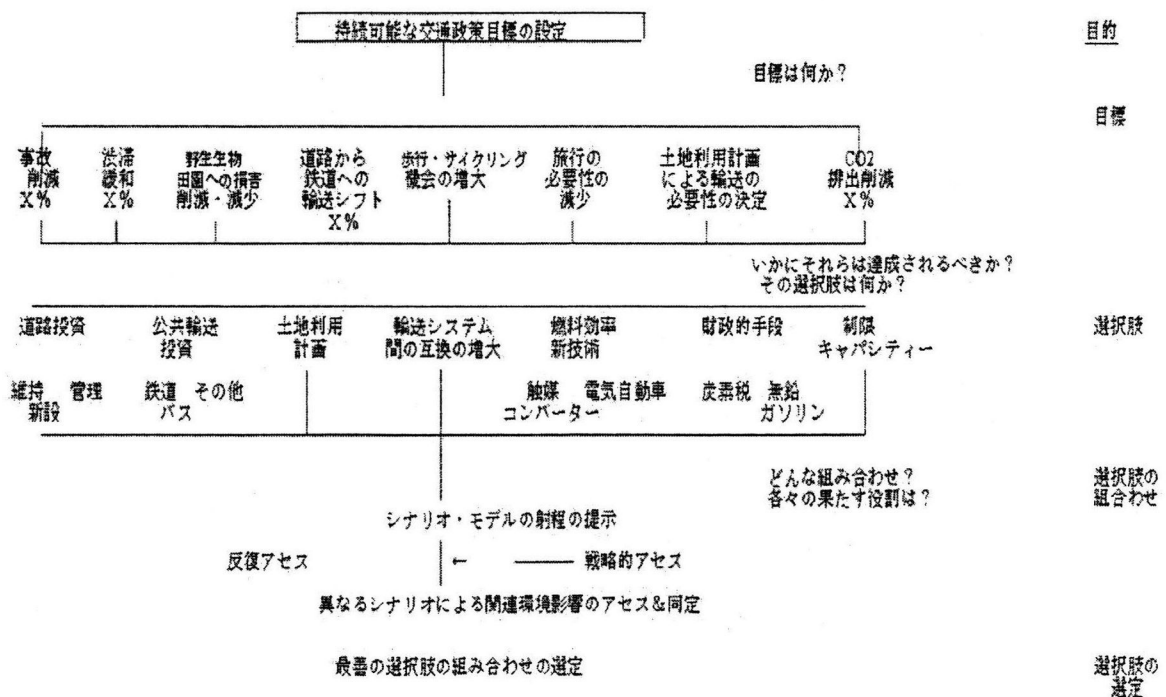 持続可能な交通政策目標の設定
目的
目標は何か？
目標
事故 渋滞 野生生物 道路から 歩行・サイクリング 旅行の 土地利用計画 CO2
削減 緩和 田園への損害 鉄道への 機会の増大 必要性の による輸送の 排出削減
X% X% 削減・減少 輸送シフト 減少 必要性の決定 X%
X%
いかにそれらは達成されるべきか？
その選択肢は何か？
道路投資 公共輸送 土地利用 輸送システム 燃料効率 財政的手段 制限 選択肢
投資 計画 間の互換の増大 新技術 キャパシティー
維持 管理 鉄道 その他 触媒 電気自動車 炭素税 無鉛
新設 バス コンバーター ガソリン
どんな組み合わせ？ 選択肢の
各々の果たす役割は？ 組合わせ
シナリオ・モデルの射程の提示
反復アセス ← 戦略的アセス
異なるシナリオによる関連環境影響のアセス&同定
最善の選択肢の組み合わせの選定 選択肢の
選定